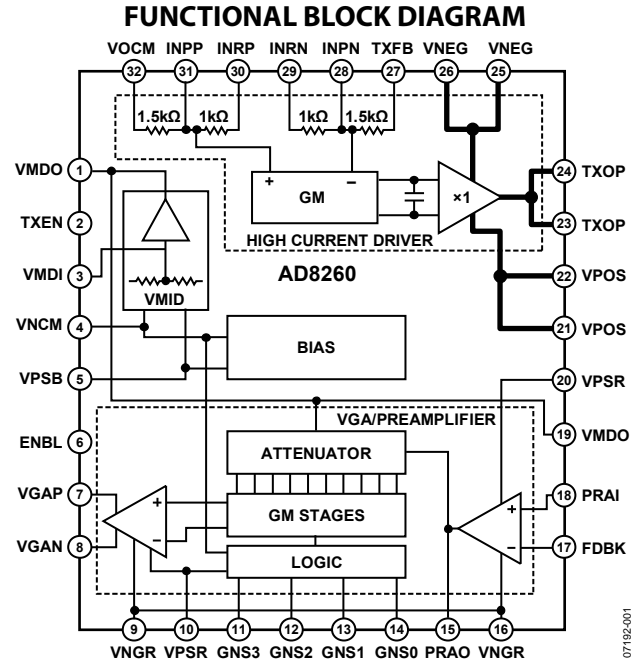 FUNCTIONAL BLOCK DIAGRAM
VOCM INPP INRP INRN INPN TXFB VNEG VNEG
32 31 30 29 28 27 26 25
1.5kΩ 1kΩ 1kΩ 1.5kΩ
VMDO 1
TXEN 2
VMDI 3
VNCM 4
VPSB 5
ENBL 6
VGAP 7
VGAN 8
+ −
GM
×1
HIGH CURRENT DRIVER
AD8260
VMID
BIAS
VGA/PREAMPLIFIER
ATTENUATOR
GM STAGES
LOGIC
+
−
+
−
24 TXOP
23 TXOP
22 VPOS
21 VPOS
20 VPSR
19 VMDO
18 PRAI
17 FDBK
9 10 11 12 13 14 15 16
VNGR VPSR GNS3 GNS2 GNS1 GNS0 PRAO VNGR
07192-001